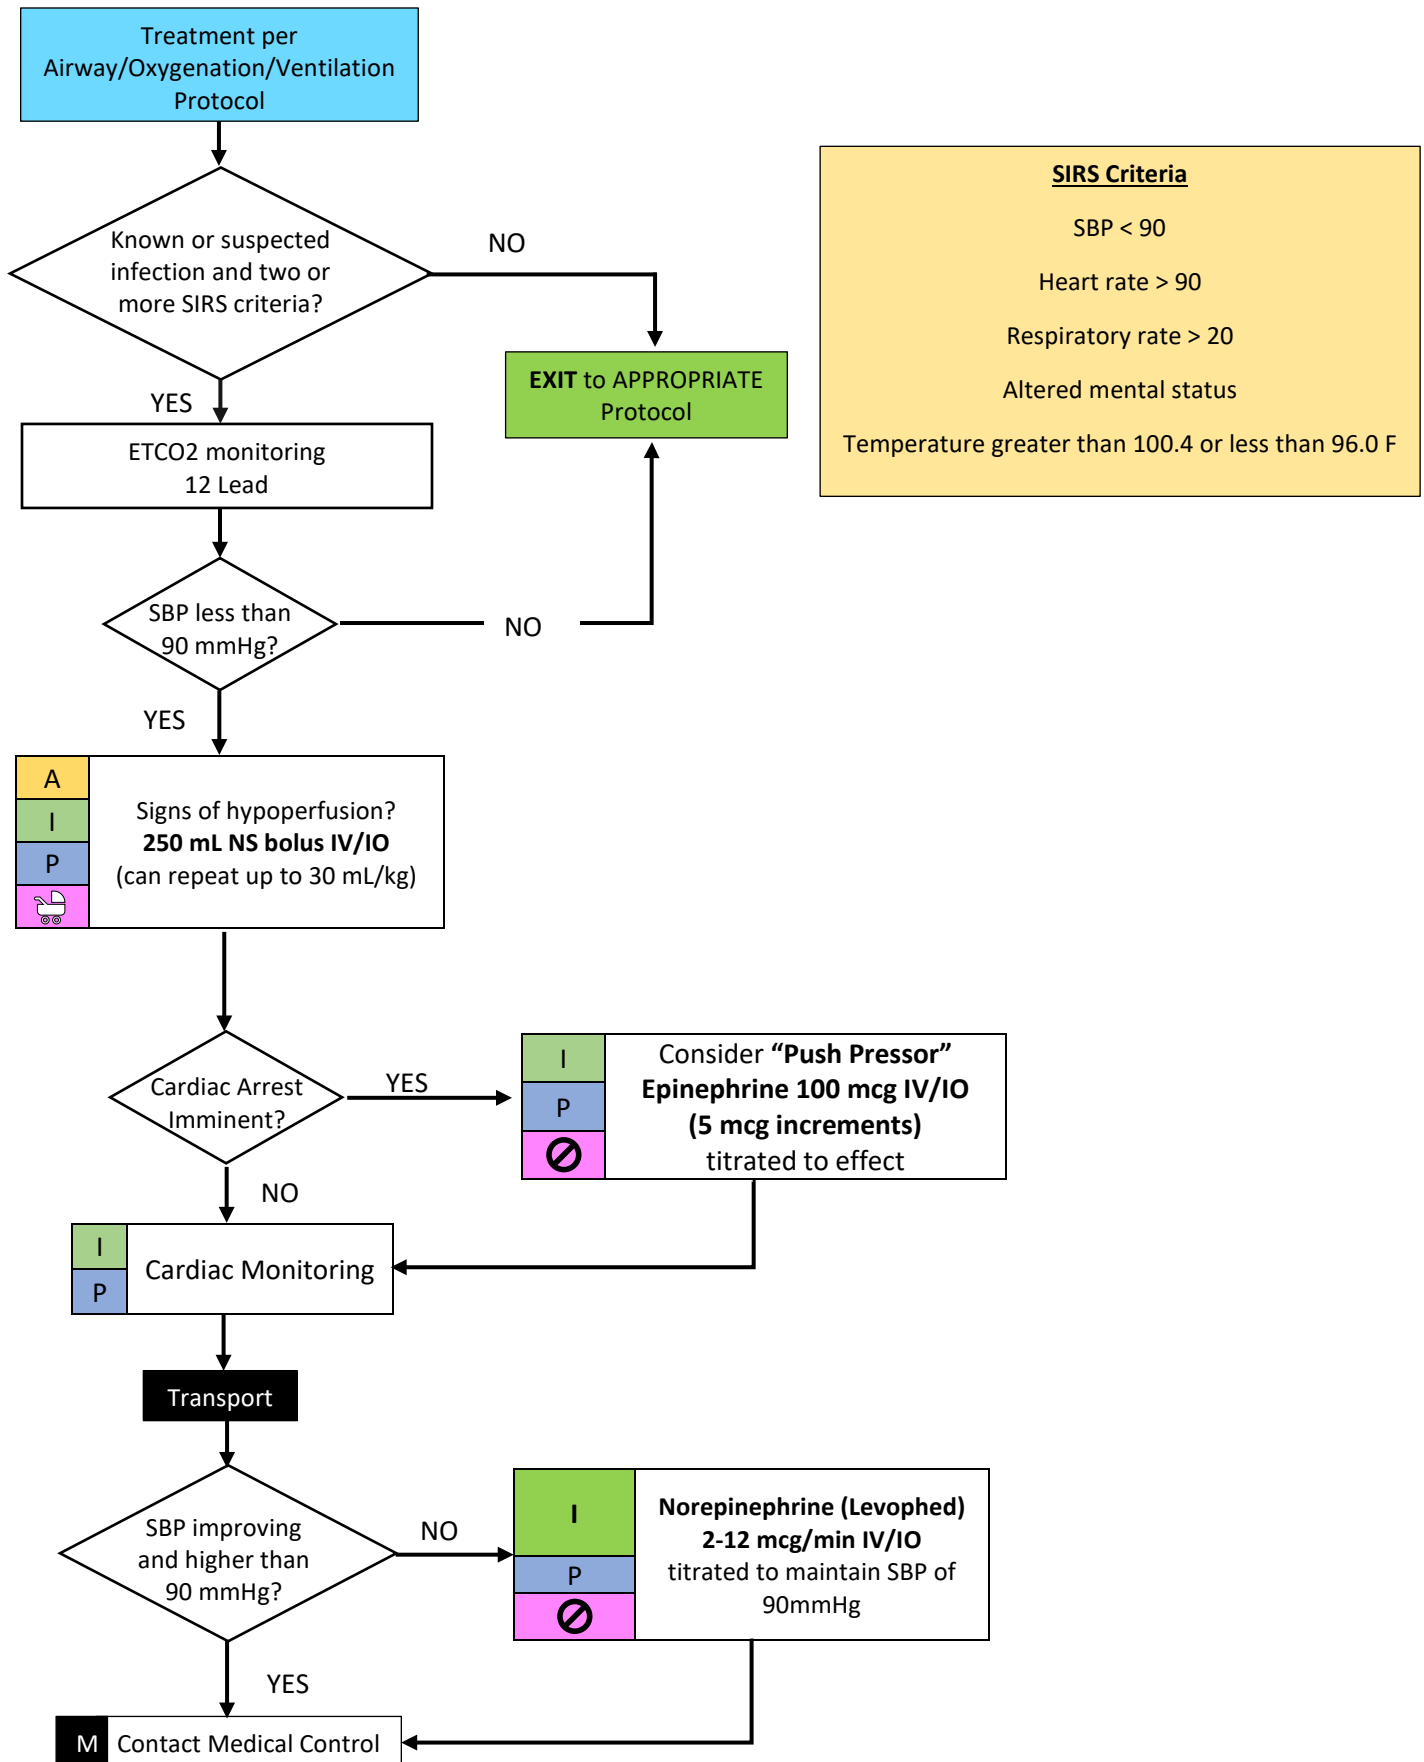 Treatment per
Airway/Oxygenation/Ventilation
Protocol
Known or suspected
infection and two or
more SIRS criteria?
NO
YES
EXIT to APPROPRIATE
Protocol
SIRS Criteria
SBP < 90
Heart rate > 90
Respiratory rate > 20
Altered mental status
Temperature greater than 100.4 or less than 96.0 F
ETCO2 monitoring
12 Lead
SBP less than
90 mmHg?
NO
YES
A
I
P
Signs of hypoperfusion?
250 mL NS bolus IV/IO
(can repeat up to 30 mL/kg)
Cardiac Arrest
Imminent?
YES
NO
I
P
Consider “Push Pressor”
Epinephrine 100 mcg IV/IO
(5 mcg increments)
titrated to effect
I
P
Cardiac Monitoring
Transport
SBP improving
and higher than
90 mmHg?
NO
YES
I
P
Norepinephrine (Levophed)
2-12 mcg/min IV/IO
titrated to maintain SBP of
90mmHg
M Contact Medical Control